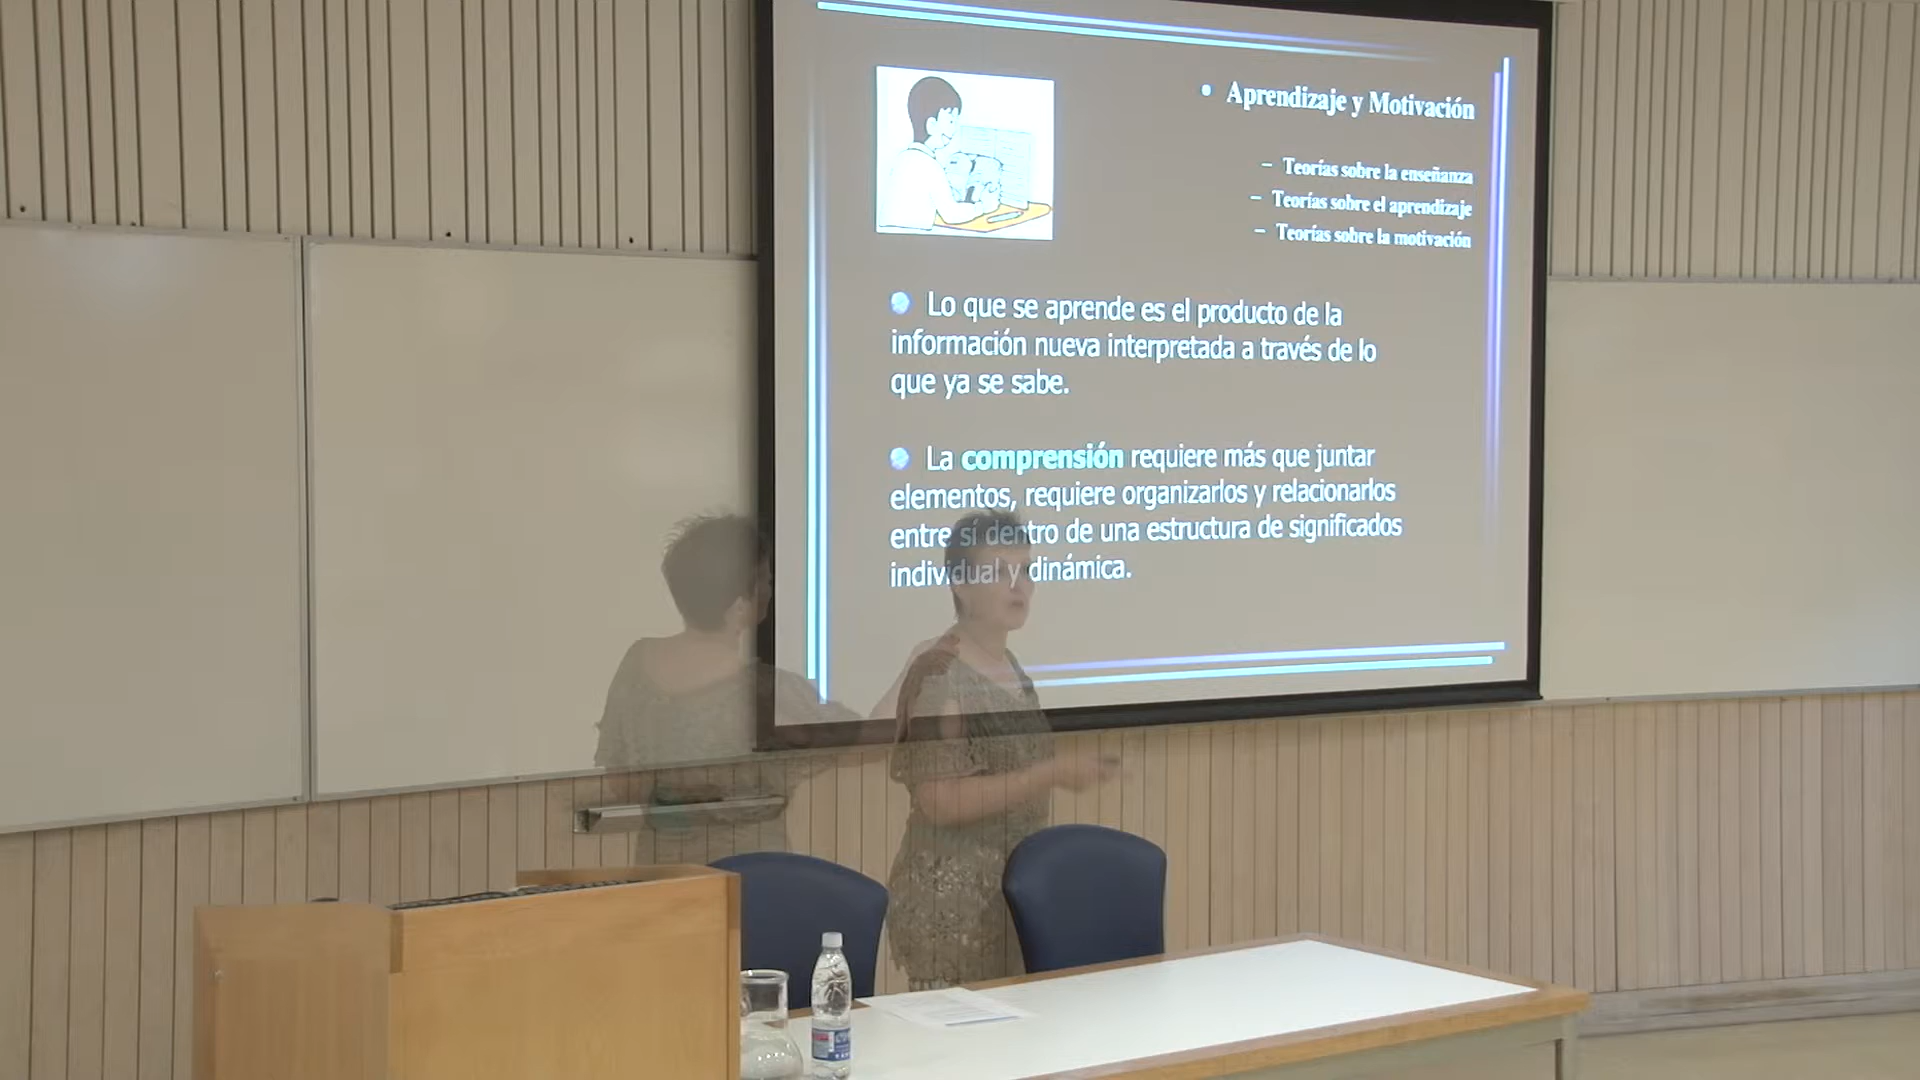 • Aprendizaje y Motivación
– Teorías sobre la enseñanza
– Teorías sobre el aprendizaje
– Teorías sobre la motivación
Lo que se aprende es el producto de la
información nueva interpretada a través de lo
que ya se sabe.
La comprensión requiere más que juntar
elementos, requiere organizarlos y relacionarlos
entre sí dentro de una estructura de significados
individual y dinámica.